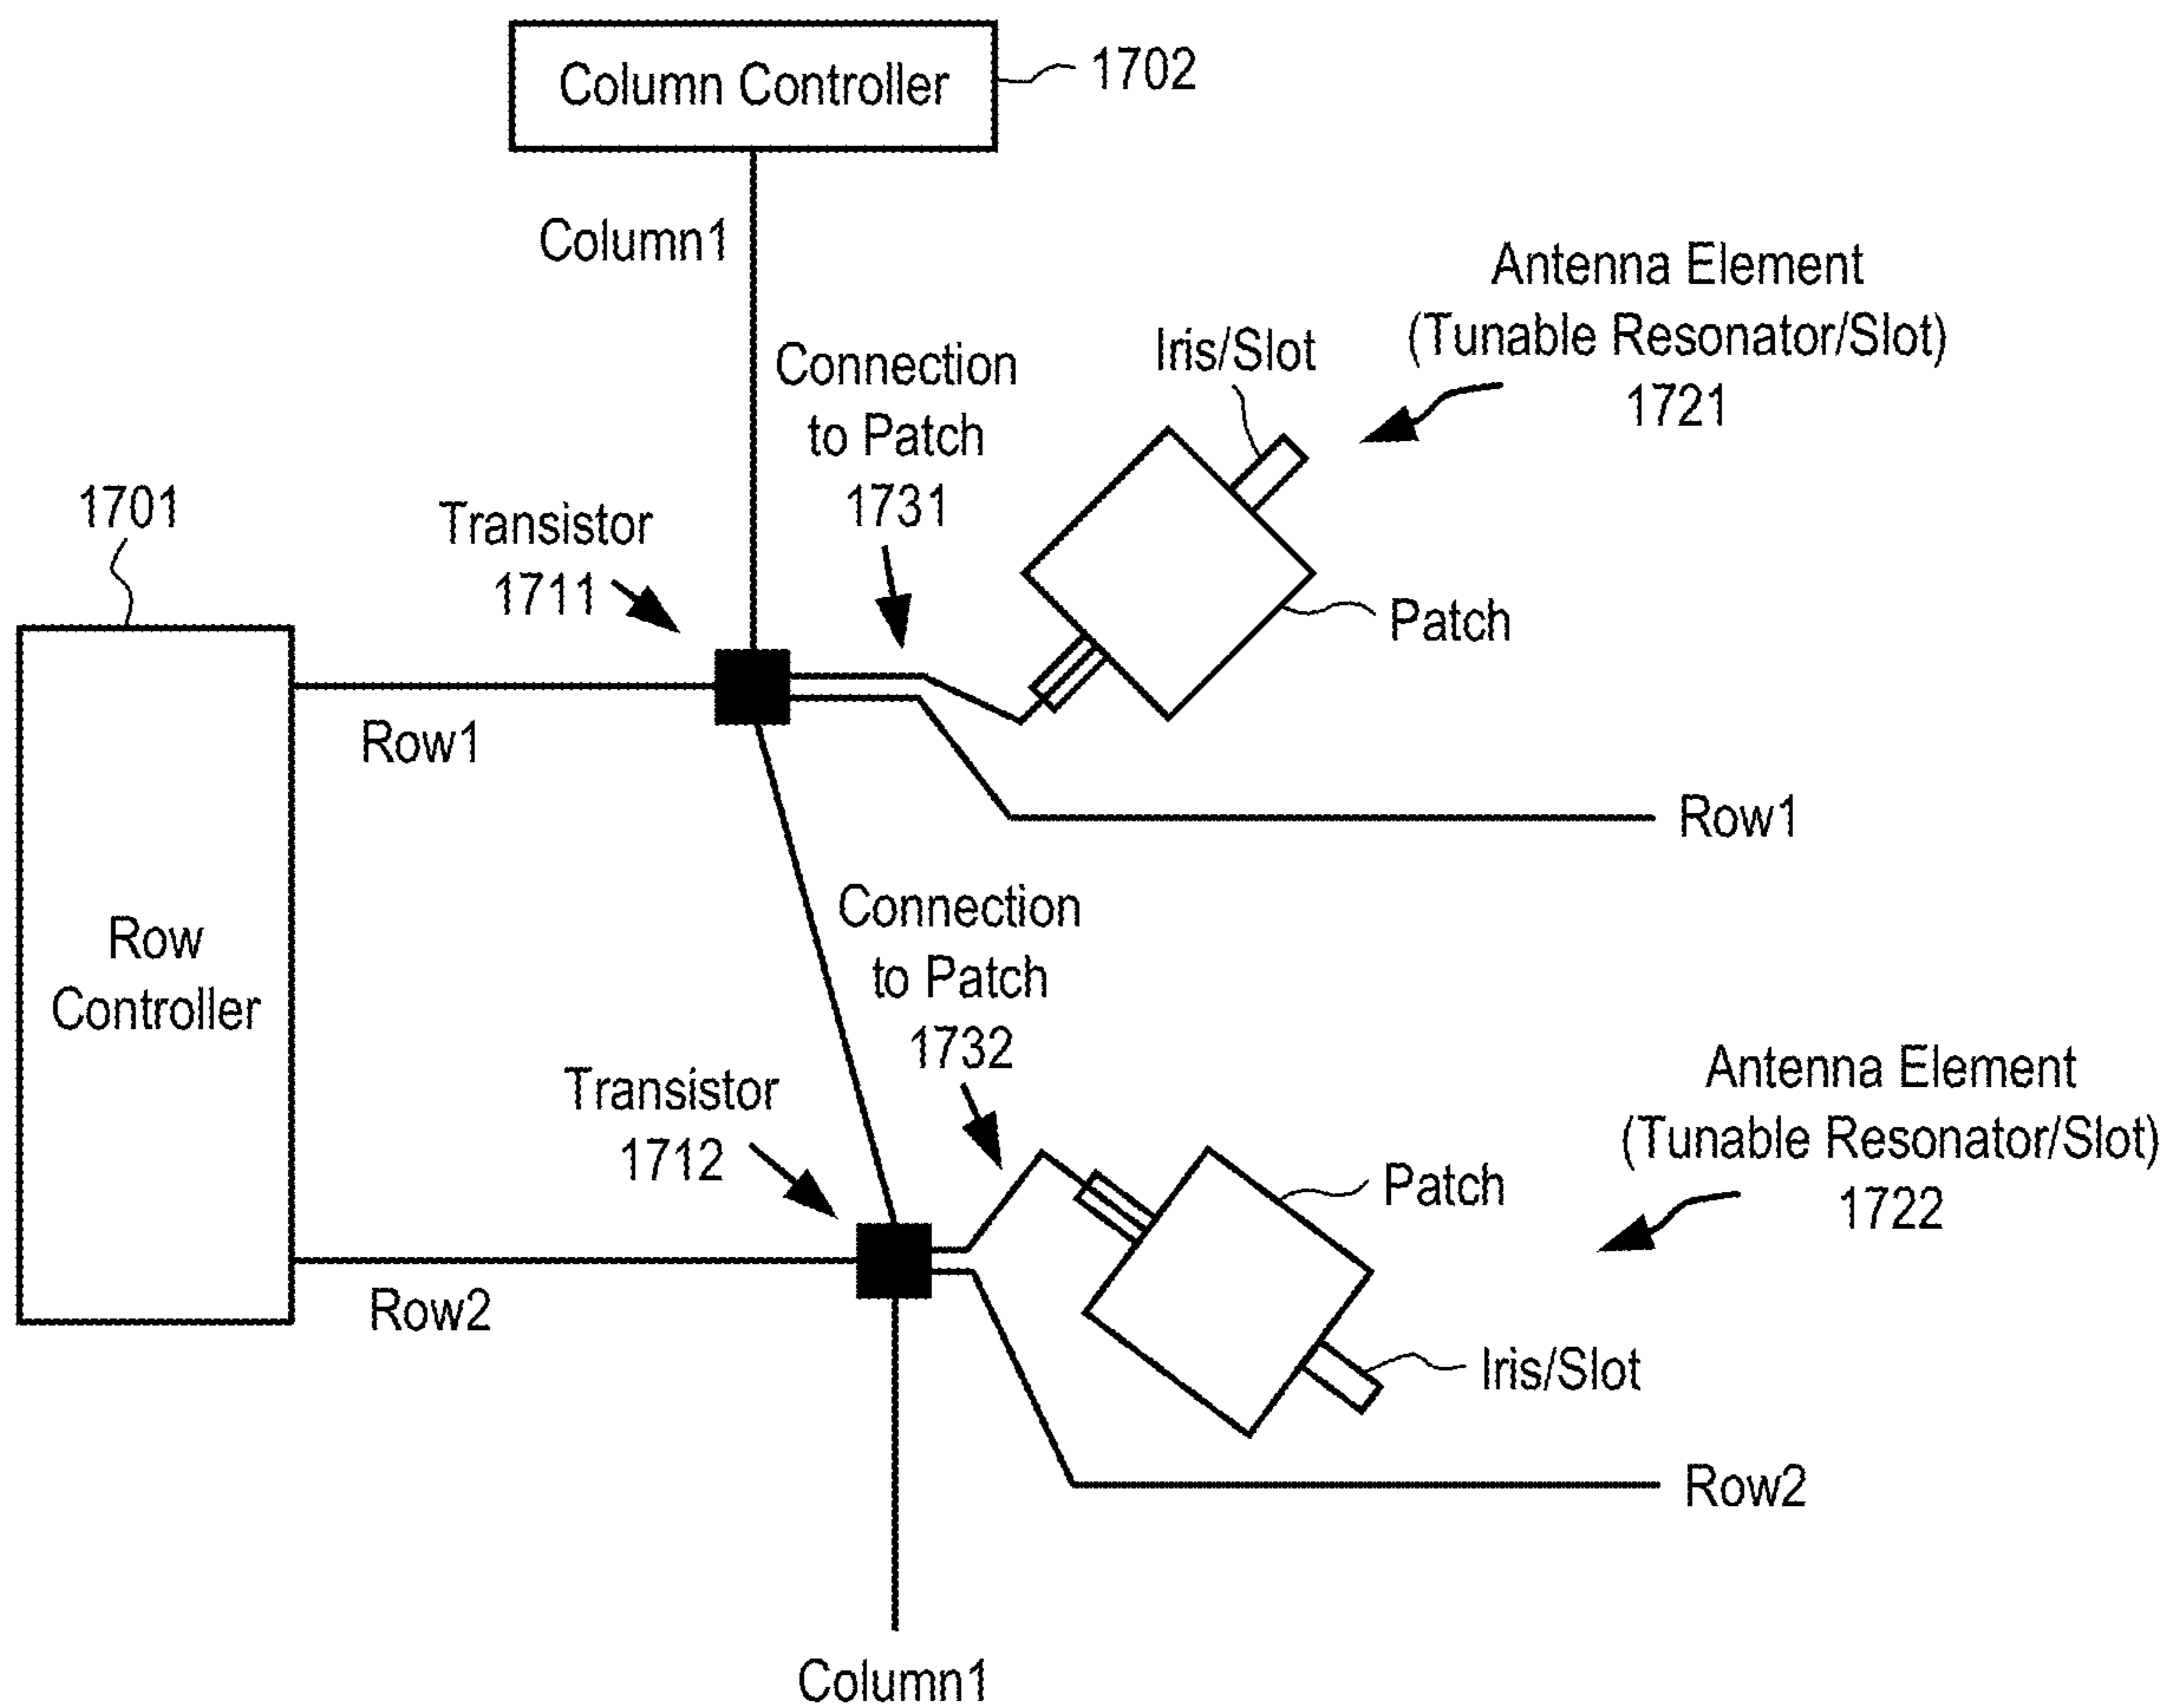 Column Controller
1702
Column1
Antenna Element
(Tunable Resonator/Slot)
1721
Iris/Slot
Connection
to Patch
1731
1701
Transistor
1711
Patch
Row1
Row1
Row
Controller
Connection
to Patch
1732
Transistor
1712
Antenna Element
(Tunable Resonator/Slot)
1722
Patch
Row2
Iris/Slot
Row2
Column1